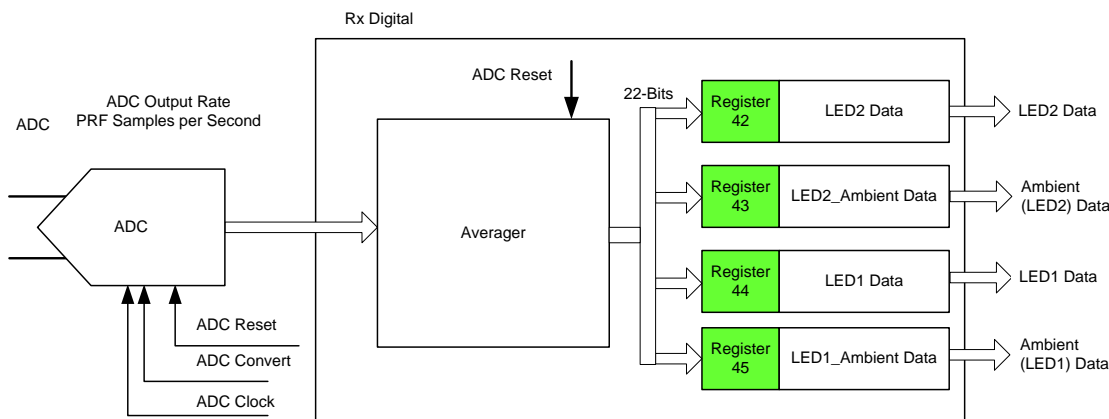 Rx Digital
ADC Output Rate
PRF Samples per Second
ADC
ADC
ADC Reset
ADC Convert
ADC Clock
ADC Reset
Averager
22-Bits
Register
42
LED2 Data
LED2 Data
Register
43
LED2_Ambient Data
Ambient
(LED2) Data
Register
44
LED1 Data
LED1 Data
Register
45
LED1_Ambient Data
Ambient
(LED1) Data